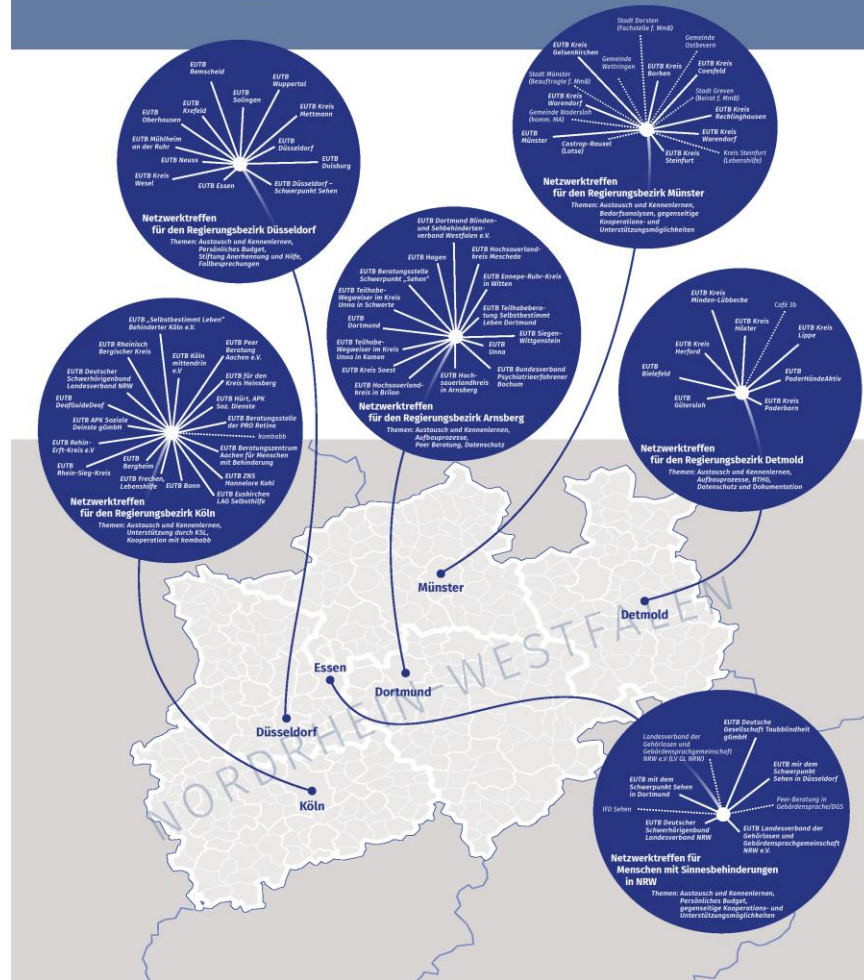 EUTB
Remscheid
EUTB
Wuppertal
EUTB
Solingen
EUTB
Krefeld
EUTB Kreis
Mettmann
EUTB
Oberhausen
EUTB Mühlheim
an der Ruhr
EUTB
Düsseldorf
EUTB Neuss
EUTB
Duisburg
EUTB Kreis
Wesel
EUTB Essen
EUTB Düsseldorf –
Schwerpunkt Sehen
Netzwerktreffen
für den Regierungsbezirk Düsseldorf
Themen: Austausch und Kennenlernen,
Persönliches Budget,
Stiftung Anerkennung und Hilfe,
Fallbesprechungen
Stadt Dorsten
(Fachstelle f. MmB)
Gemeinde
Ostbevern
EUTB Kreis
Gelsenkirchen
Gemeinde
Wettringen
EUTB Kreis
Borken
EUTB Kreis
Coesfeld
Stadt Münster
(Beauftragte f. MmB)
Stadt Greven
(Beirat f. MmB)
EUTB Kreis
Warendorf
Gemeinde Wadersloh
(komm. MA)
EUTB Kreis
Recklinghausen
EUTB
Münster
Castrop-Rauxel
(Lotse)
EUTB Kreis
Warendorf
EUTB Kreis
Steinfurt
Kreis Steinfurt
(Lebenshilfe)
Netzwerktreffen
für den Regierungsbezirk Münster
Themen: Austausch und Kennenlernen,
Bedarfsanalysen, gegenseitige
Kooperations- und
Unterstützungsmöglichkeiten
EUTB Dortmund Blinden-
und Sehbehinderten-
verband Westfalen e.V.
EUTB Hagen
EUTB Hochsauerland-
kreis Meschede
EUTB Beratungsstelle
Schwerpunkt „Sehen“
EUTB Ennepe-Ruhr-Kreis
in Witten
EUTB Teilhabe-
Wegweiser im Kreis
Unna in Schwerte
EUTB Teilhabebera-
tung Selbstbestimmt
Leben Dortmund
EUTB
Dortmund
EUTB Siegen-
Wittgenstein
EUTB Teilhabe-
Wegweiser im Kreis
Unna in Kamen
EUTB
Unna
EUTB Kreis Soest
EUTB Hoch-
sauerlandkreis
in Arnsberg
EUTB Bundesverband
Psychiatrieerfahrener
Bochum
EUTB Hochsauerland-
kreis in Brilon
Netzwerktreffen
für den Regierungsbezirk Arnsberg
Themen: Austausch und Kennenlernen,
Aufbauprozesse,
Peer Beratung, Datenschutz
EUTB Kreis
Minden-Lübbecke
Café 3b
EUTB Kreis
Höxter
EUTB Kreis
Lippe
EUTB Kreis
Herford
EUTB
Bielefeld
EUTB
PaderHändeAktiv
EUTB
Gütersloh
EUTB Kreis
Paderborn
Netzwerktreffen
für den Regierungsbezirk Detmold
Themen: Austausch und Kennenlernen,
Aufbauprozesse, BTHG,
Datenschutz und Dokumentation
EUTB „Selbstbestimmt Leben“
Behinderter Köln e.V.
EUTB Rheinisch
Bergischer Kreis
EUTB Köln
mittendrin
e.V
EUTB Peer
Beratung
Aachen e.V.
EUTB Deutscher
Schwerhörigenbund
Landesverband NRW
EUTB für den
Kreis Heinsberg
EUTB
DeafGuideDeaf
EUTB Hürt, APK
Soz. Dienste
EUTB APK Soziale
Deinste gGmbH
EUTB Beratungsstelle
der PRO Retina
kombabb
EUTB Rehin-
Erft-Kreis e.V
EUTB Beratungszentrum
Aachen für Menschen
mit Behinderung
EUTB
Rhein-Sieg-Kreis
EUTB
Bergheim
EUTB Frechen,
Lebenshilfe
EUTB Bonn
EUTB ZNS
Hannelore Kohl
EUTB Euskirchen
LAG Selbsthilfe
Netzwerktreffen
für den Regierungsbezirk Köln
Themen: Austausch und Kennenlernen,
Unterstützung durch KSL,
Kooperation mit kombabb
Münster
Detmold
Essen
Dortmund
Düsseldorf
Köln
NORDRHEIN-WESTFALEN
EUTB Deutsche
Gesellschaft Taubblindheit
gGmbH
Landesverband der
Gehörlosen und
Gebärdensprachgemeinschaft
NRW e.V (LV GL NRW)
EUTB mir dem
Schwerpunkt
Sehen in Düsseldorf
EUTB mit dem
Schwerpunkt Sehen
in Dortmund
Peer-Beratung in
Gebärdensprache/DGS
IFD Sehen
EUTB Deutscher
Schwerhörigenbund
Landesverband NRW
EUTB Landesverband der
Gehörlosen und
Gebärdensprachgemeinschaft
NRW e.V.
Netzwerktreffen für
Menschen mit Sinnesbehinderungen
in NRW
Themen: Austausch und Kennenlernen,
Persönliches Budget,
gegenseitige Kooperations- und
Unterstützungsmöglichkeiten